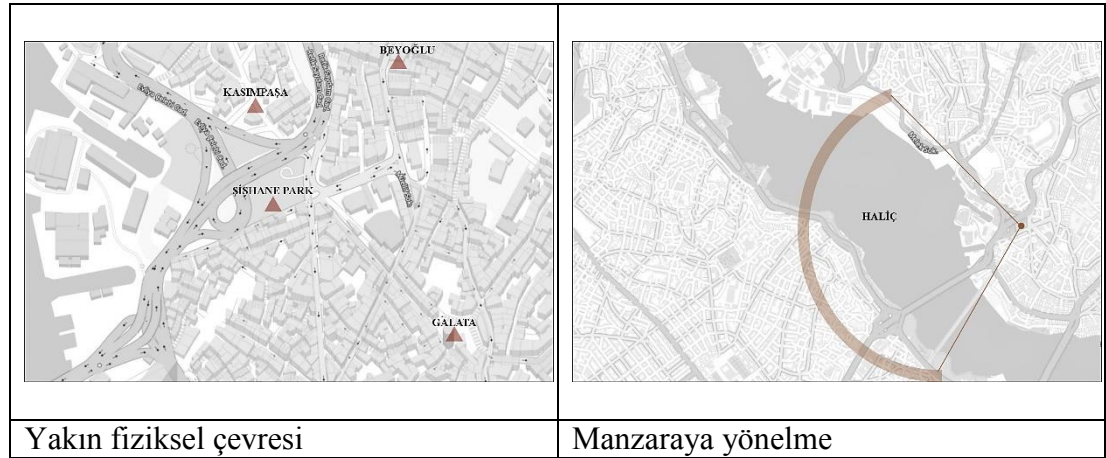 BEYOĞLU
KASIMPAŞA
ŞİŞHANE PARK
GALATA
HALİÇ
Yakın fiziksel çevresi
Manzaraya yönelme